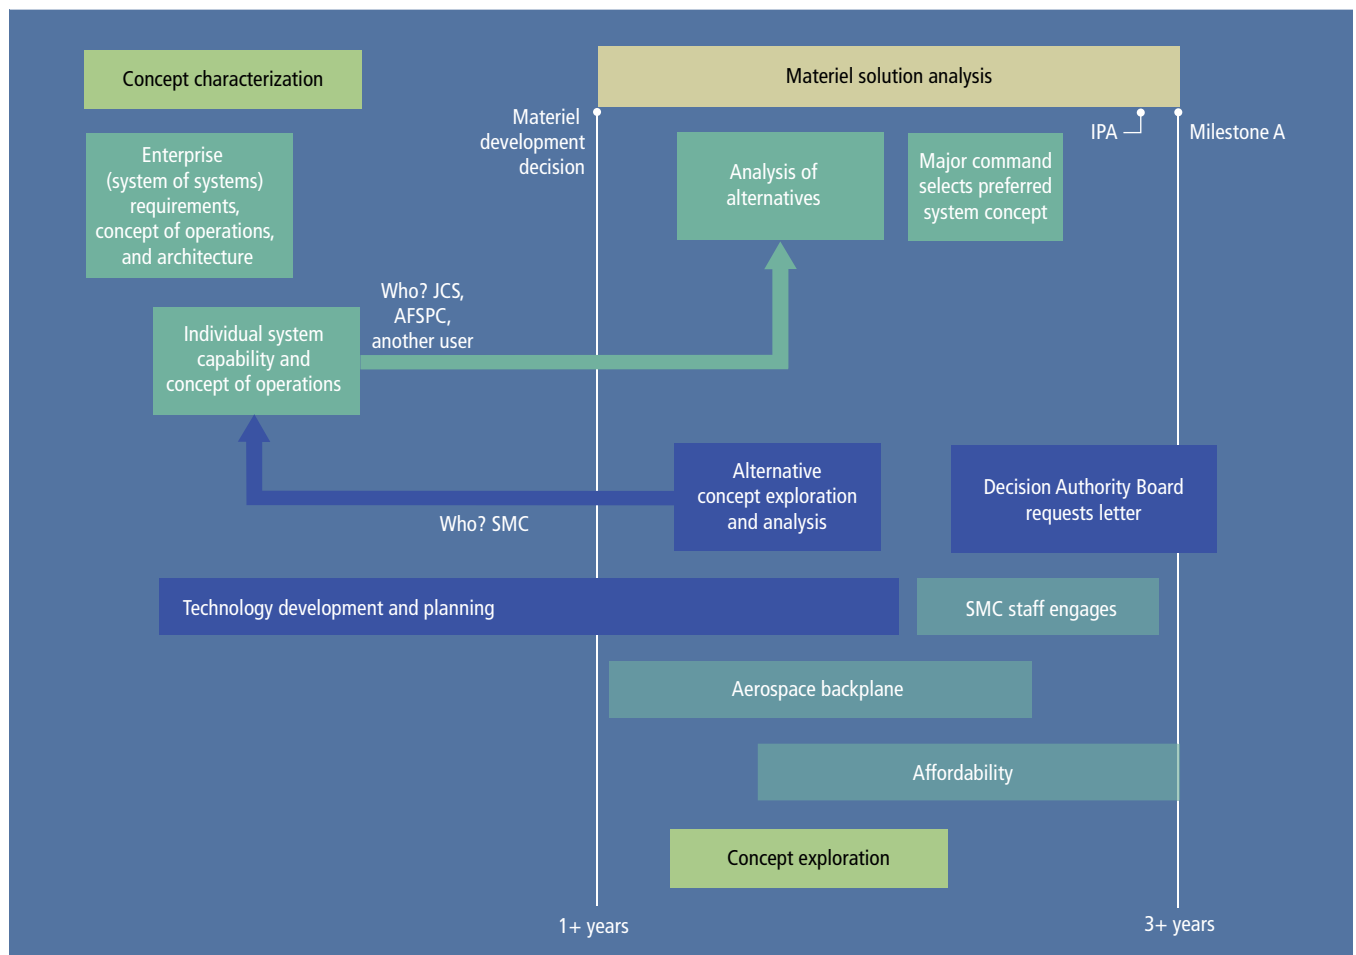 Concept characterization
Materiel solution analysis
Materiel
development
decision
IPA
Milestone A
Enterprise
(system of systems)
requirements,
concept of operations,
and architecture
Analysis of
alternatives
Major command
selects preferred
system concept
Who? JCS,
AFSPC,
another user
Individual system
capability and
concept of operations
Alternative
concept exploration
and analysis
Decision Authority Board
requests letter
Who? SMC
Technology development and planning
SMC staff engages
Aerospace backplane
Affordability
Concept exploration
1+ years
3+ years